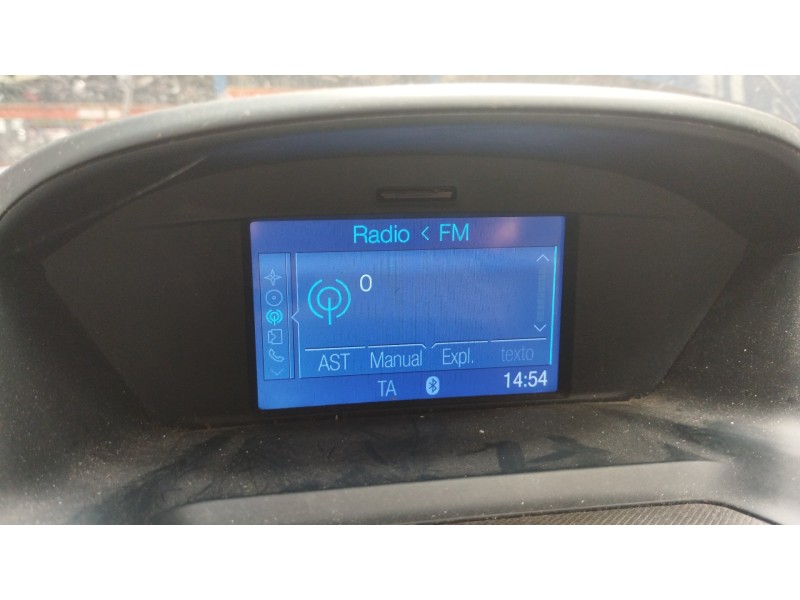 Radio < FM
0
AST Manual Expl. texto
TA 14:54